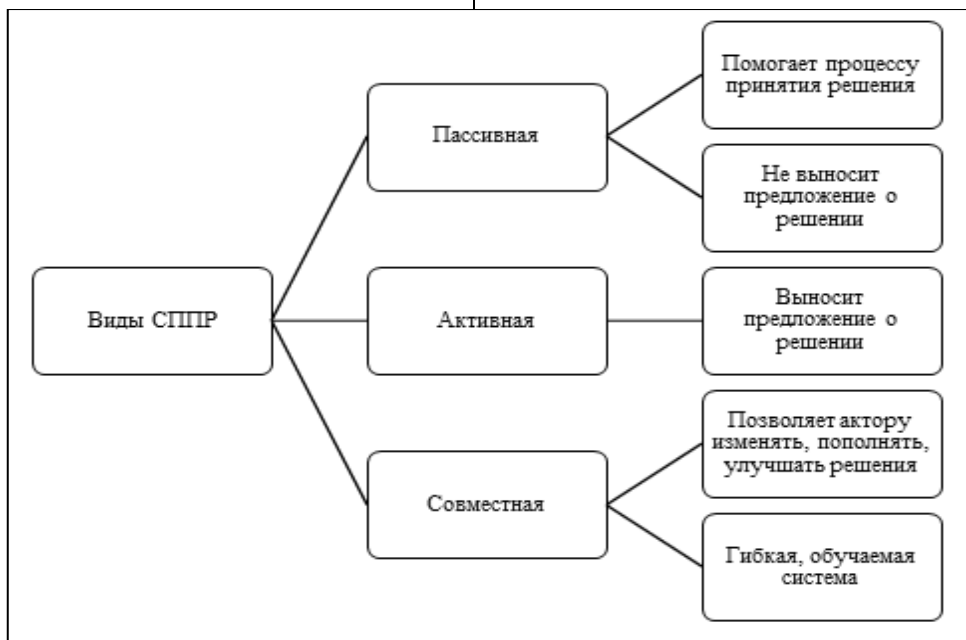 Виды СППР
Пассивная
Помогает процессу
принятия решения
Не выносит
предложение о
решении
Активная
Выносит
предложение о
решении
Совместная
Позволяет актору
изменять, пополнять,
улучшать решения
Гибкая, обучаемая
система